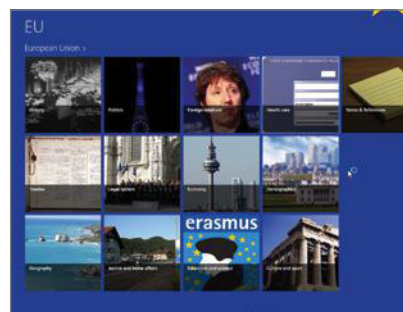 EU
European Union ›
History
Politics
Foreign relations
Health care
Notes & References
Treaties
Legal system
Economy
Demographics
Geography
Justice and home affairs
erasmus
Education and science
Culture and sport